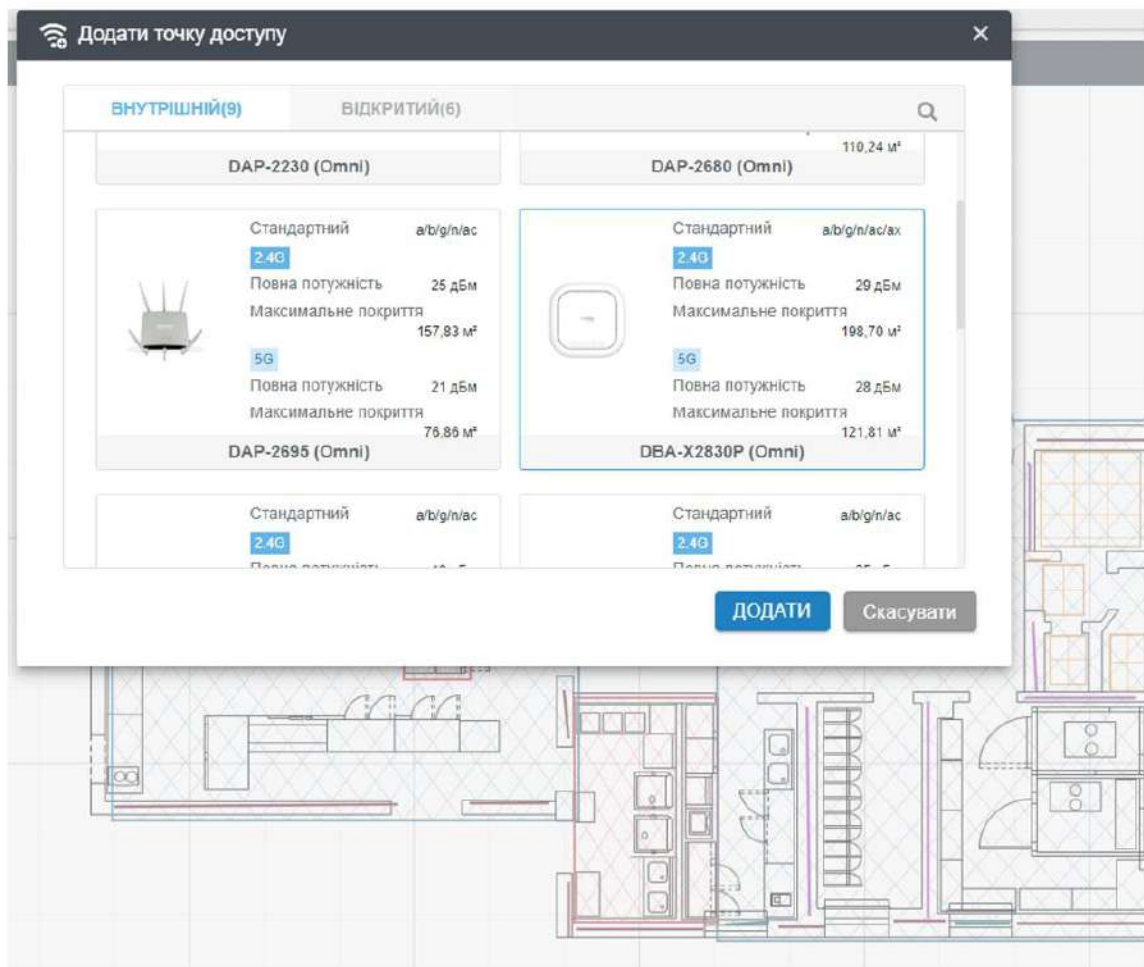 Додати точку доступу
ВНУТРІШНІЙ(9) ВІДКРИТИЙ(6)
110,24 м²
DAP-2230 (Omni) DAP-2680 (Omni)
Стандартний a/b/g/n/ac
2.4G
Повна потужність 25 дБм
Максимальне покриття
157,83 м²
5G
Повна потужність 21 дБм
Максимальне покриття
76,86 м²
DAP-2695 (Omni)
Стандартний a/b/g/n/ac/ax
2.4G
Повна потужність 29 дБм
Максимальне покриття
198,70 м²
5G
Повна потужність 28 дБм
Максимальне покриття
121,81 м²
DBA-X2830P (Omni)
Стандартний a/b/g/n/ac
2.4G
Стандартний a/b/g/n/ac
2.4G
ДОДАТИ Скасувати